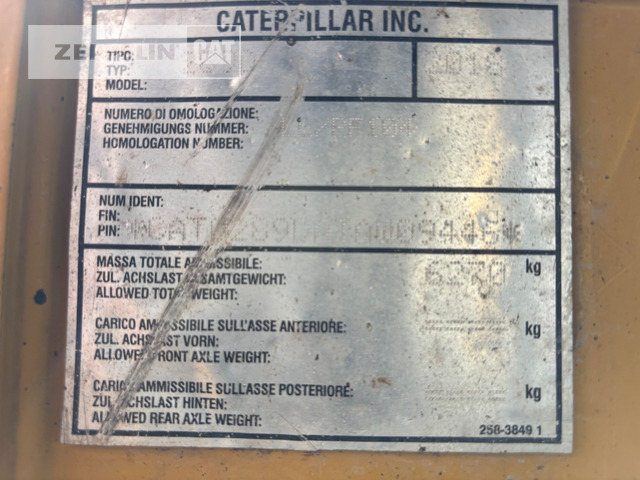 CATERPILLAR INC.
ZEPPELIN CAT
TIPO:
TYP:
MODEL:
NUMERO DI OMOLOGAZIONE:
GENEHMIGUNGS NUMMER:
HOMOLOGATION NUMBER:
NUM IDENT:
FIN:
PIN:
MASSA TOTALE AMMISSIBILE: 6370 kg
ZUL. ACHSLAST GESAMTGEWICHT:
ALLOWED TOTAL WEIGHT:
CARICO AMMISSIBILE SULL'ASSE ANTERIORE: kg
ZUL. ACHSLAST VORN:
ALLOWED FRONT AXLE WEIGHT:
CARICO AMMISSIBILE SULLASSE POSTERIORE: kg
ZUL. ACHSLAST HINTEN:
ALLOWED REAR AXLE WEIGHT:
258-3849 1